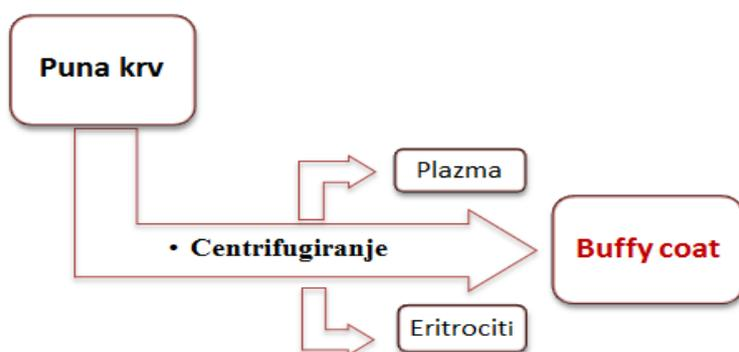 Puna krv
Plazma
• Centrifugiranje
Buffy coat
Eritrociti